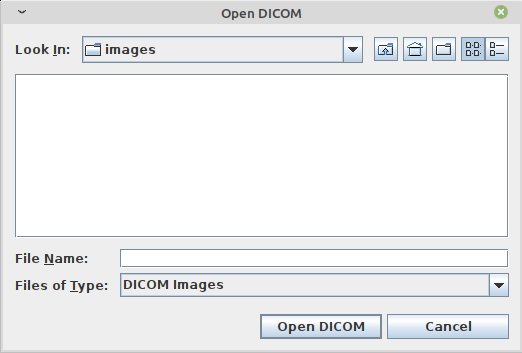 Open DICOM
Look In: images
File Name:
Files of Type: DICOM Images
Open DICOM Cancel